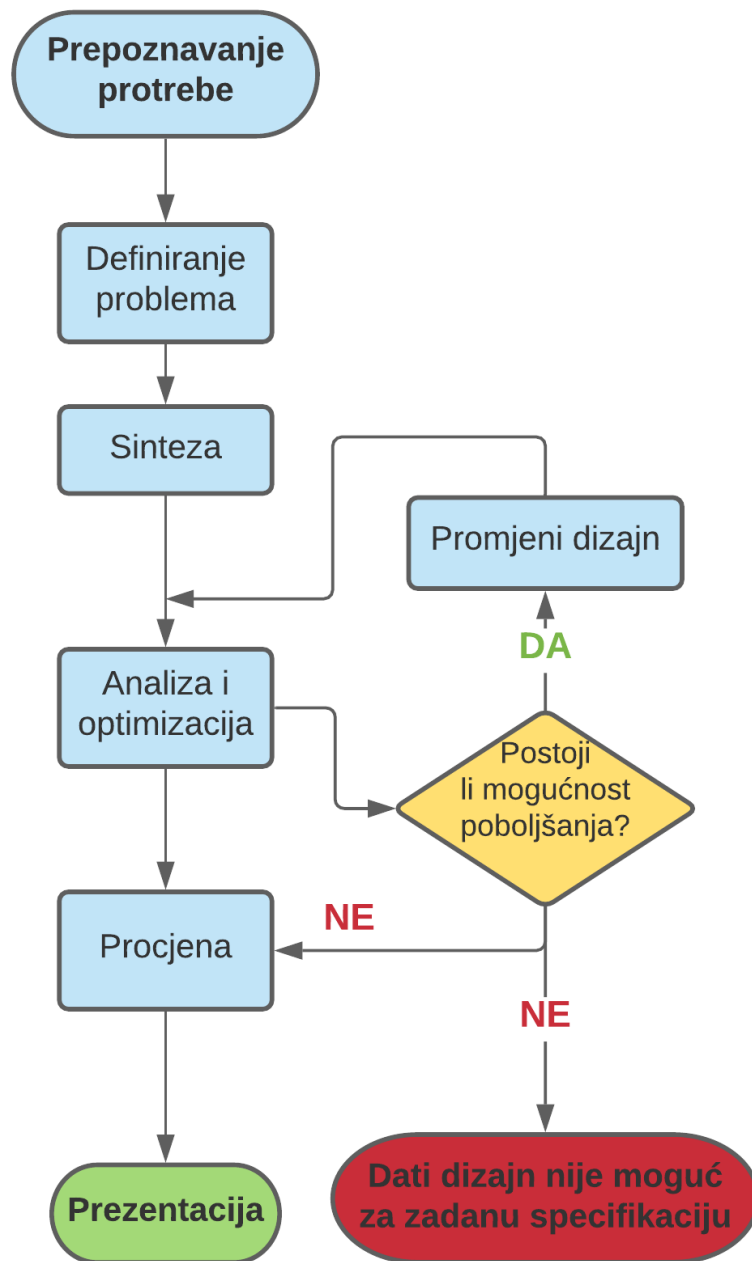 Prepoznavanje
protrebe
Definiranje
problema
Sinteza
Promjeni dizajn
DA
Analiza i
optimizacija
Postoji
li mogućnost
poboljšanja?
NE
Procjena
NE
Prezentacija
Dati dizajn nije moguć
za zadanu specifikaciju